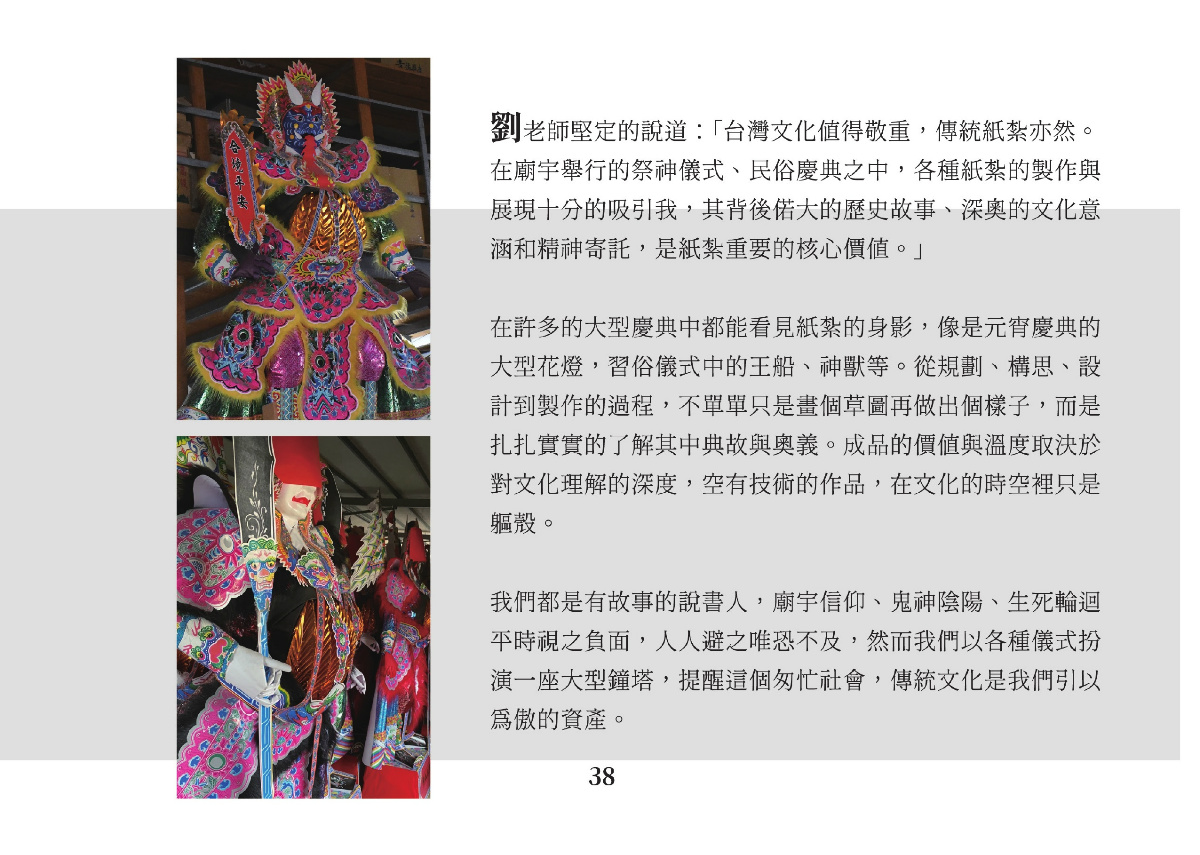 合境平安
劉老師堅定的說道：「台灣文化值得敬重，傳統紙紮亦然。
在廟宇舉行的祭神儀式、民俗慶典之中，各種紙紮的製作與
展現十分的吸引我，其背後偌大的歷史故事、深奧的文化意
涵和精神寄託，是紙紮重要的核心價值。」
在許多的大型慶典中都能看見紙紮的身影，像是元宵慶典的
大型花燈，習俗儀式中的王船、神獸等。從規劃、構思、設
計到製作的過程，不單單只是畫個草圖再做出個樣子，而是
扎扎實實的了解其中典故與奧義。成品的價值與溫度取決於
對文化理解的深度，空有技術的作品，在文化的時空裡只是
軀殼。
我們都是有故事的說書人，廟宇信仰、鬼神陰陽、生死輪迴
平時視之負面，人人避之唯恐不及，然而我們以各種儀式扮
演一座大型鐘塔，提醒這個匆忙社會，傳統文化是我們引以
為傲的資產。
38